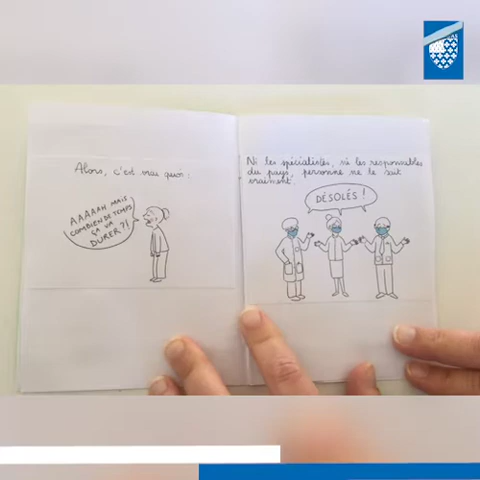 Alors, c'est vrai quoi :
AAAAAH MAIS
COMBIEN DE TEMPS
ÇA VA
DURER ?!
Ni les spécialistes, ni les responsables
du pays, personne ne le sait
vraiment.
DÉSOLÉS !